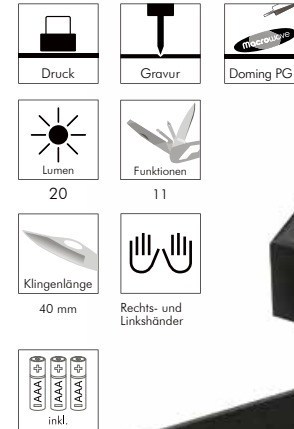 Druck
Gravur
macrowave
Doming PG
Lumen
20
Funktionen
11
Klingenlänge
40 mm
Rechts- und
Linkshänder
AAA AAA AAA
inkl.